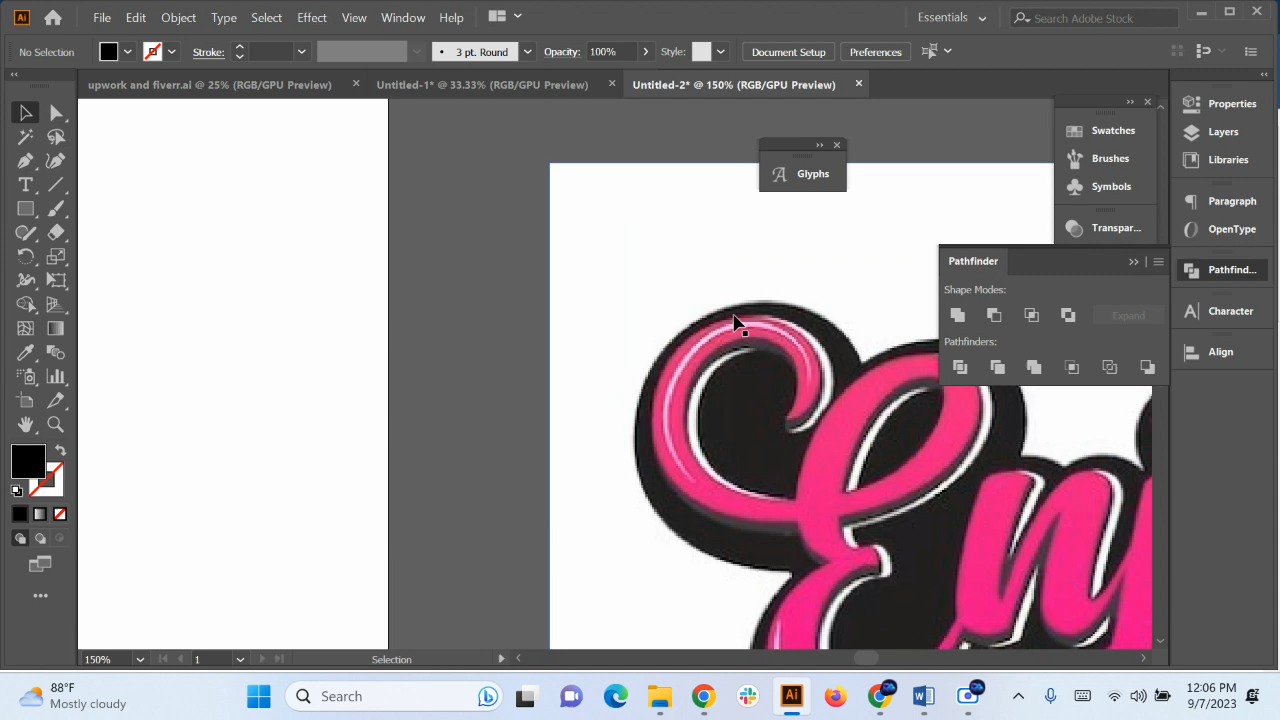 Ai File Edit Object Type Select Effect View Window Help Essentials Search Adobe Stock
No Selection Stroke: 3 pt. Round Opacity: 100% Style: Document Setup Preferences
upwork and fiverr.ai @ 25% (RGB/GPU Preview) Untitled-1* @ 33.33% (RGB/GPU Preview) Untitled-2* @ 150% (RGB/GPU Preview)
Swatches
Brushes
Symbols
Transpar...
Properties
Layers
Libraries
Paragraph
OpenType
Pathfind...
Character
Align
Glyphs
Pathfinder
Shape Modes:
Expand
Pathfinders:
150% 1 Selection
88°F
Mostly cloudy
Search
Ai
12:06 PM
9/7/2023